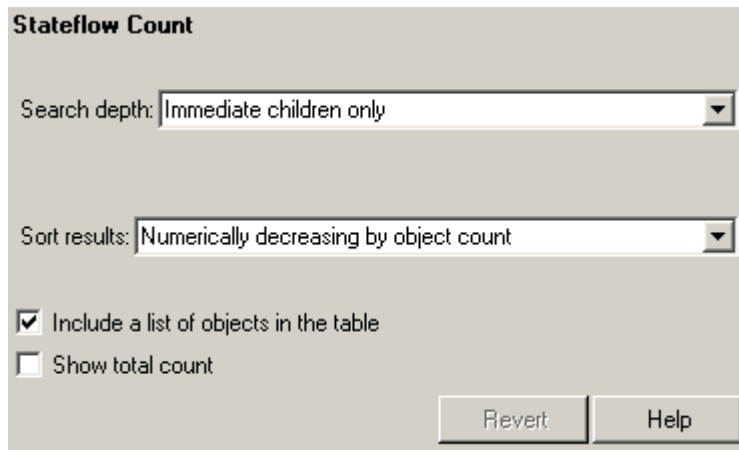 Stateflow Count
Search depth: Immediate children only
Sort results: Numerically decreasing by object count
Include a list of objects in the table
Show total count
Revert Help